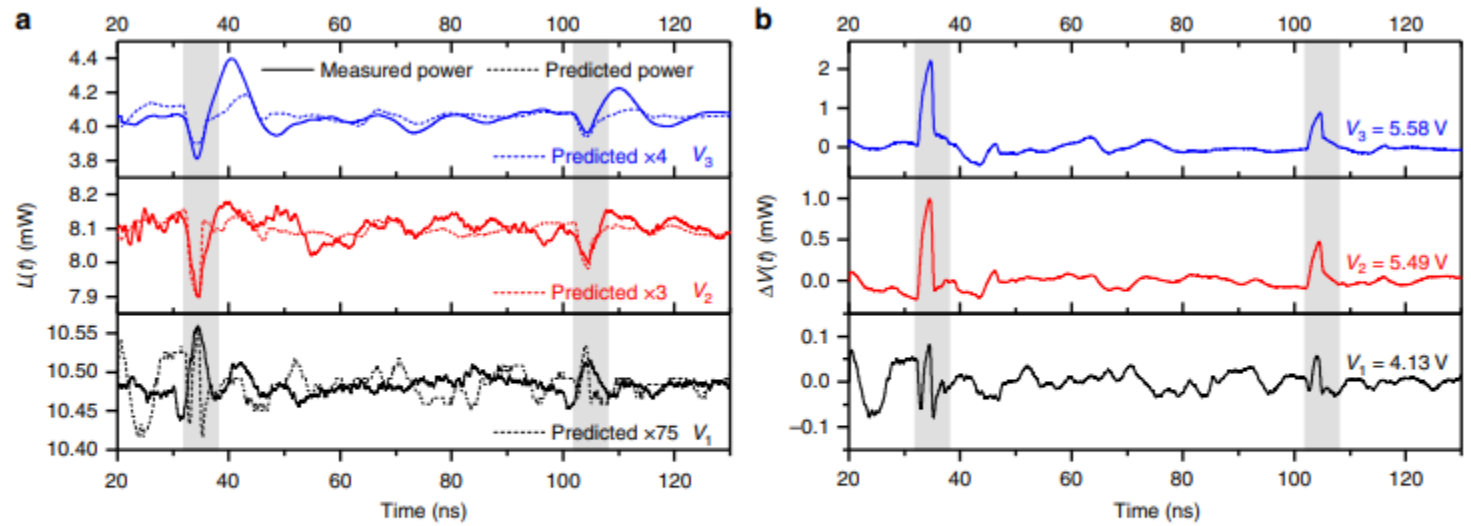 a
20 40 60 80 100 120
4.4
4.2
4.0
3.8
Measured power
Predicted power
Predicted ×4 V3
8.2
8.1
8.0
7.9
Predicted ×3 V2
10.55
10.50
10.45
10.40
Predicted ×75 V1
L(t) (mW)
20 40 60 80 100 120
Time (ns)
b
20 40 60 80 100 120
2
1
0
V3 = 5.58 V
1.0
0.5
0.0
V2 = 5.49 V
0.1
0.0
–0.1
V1 = 4.13 V
ΔV(t) (mW)
20 40 60 80 100 120
Time (ns)